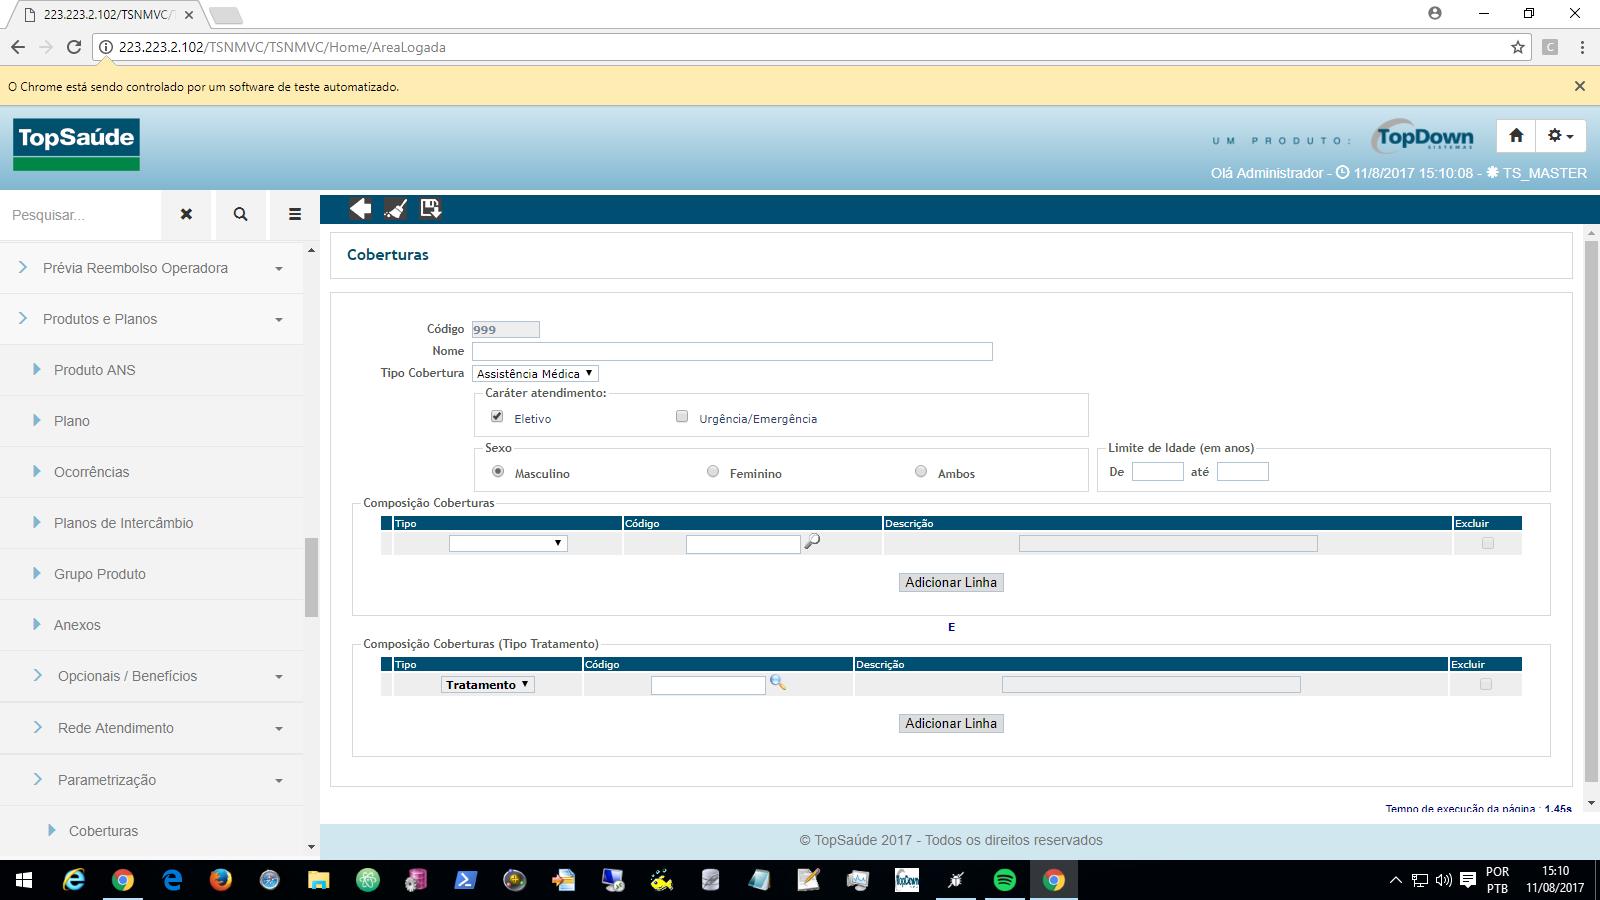 223.223.2.102/TSNMVC/T
223.223.2.102/TSNMVC/TSNMVC/Home/AreaLogada
C
O Chrome está sendo controlado por um software de teste automatizado.
TopSaúde
UM PRODUTO:
TopDown
SISTEMAS
Olá Administrador - 11/8/2017 15:10:08 - TS_MASTER
Pesquisar...
Prévia Reembolso Operadora
Produtos e Planos
Produto ANS
Plano
Ocorrências
Planos de Intercâmbio
Grupo Produto
Anexos
Opcionais / Benefícios
Rede Atendimento
Parametrização
Coberturas
Coberturas
Código 999
Nome
Tipo Cobertura Assistência Médica
Caráter atendimento:
Eletivo Urgência/Emergência
Sexo
Masculino Feminino Ambos
Limite de Idade (em anos)
De até
Composição Coberturas
Tipo Código Descrição Excluir
Adicionar Linha
E
Composição Coberturas (Tipo Tratamento)
Tipo Código Descrição Excluir
Tratamento
Adicionar Linha
Tempo de execução da página : 1.45s
© TopSaúde 2017 - Todos os direitos reservados
TopDown
POR
PTB
15:10
11/08/2017